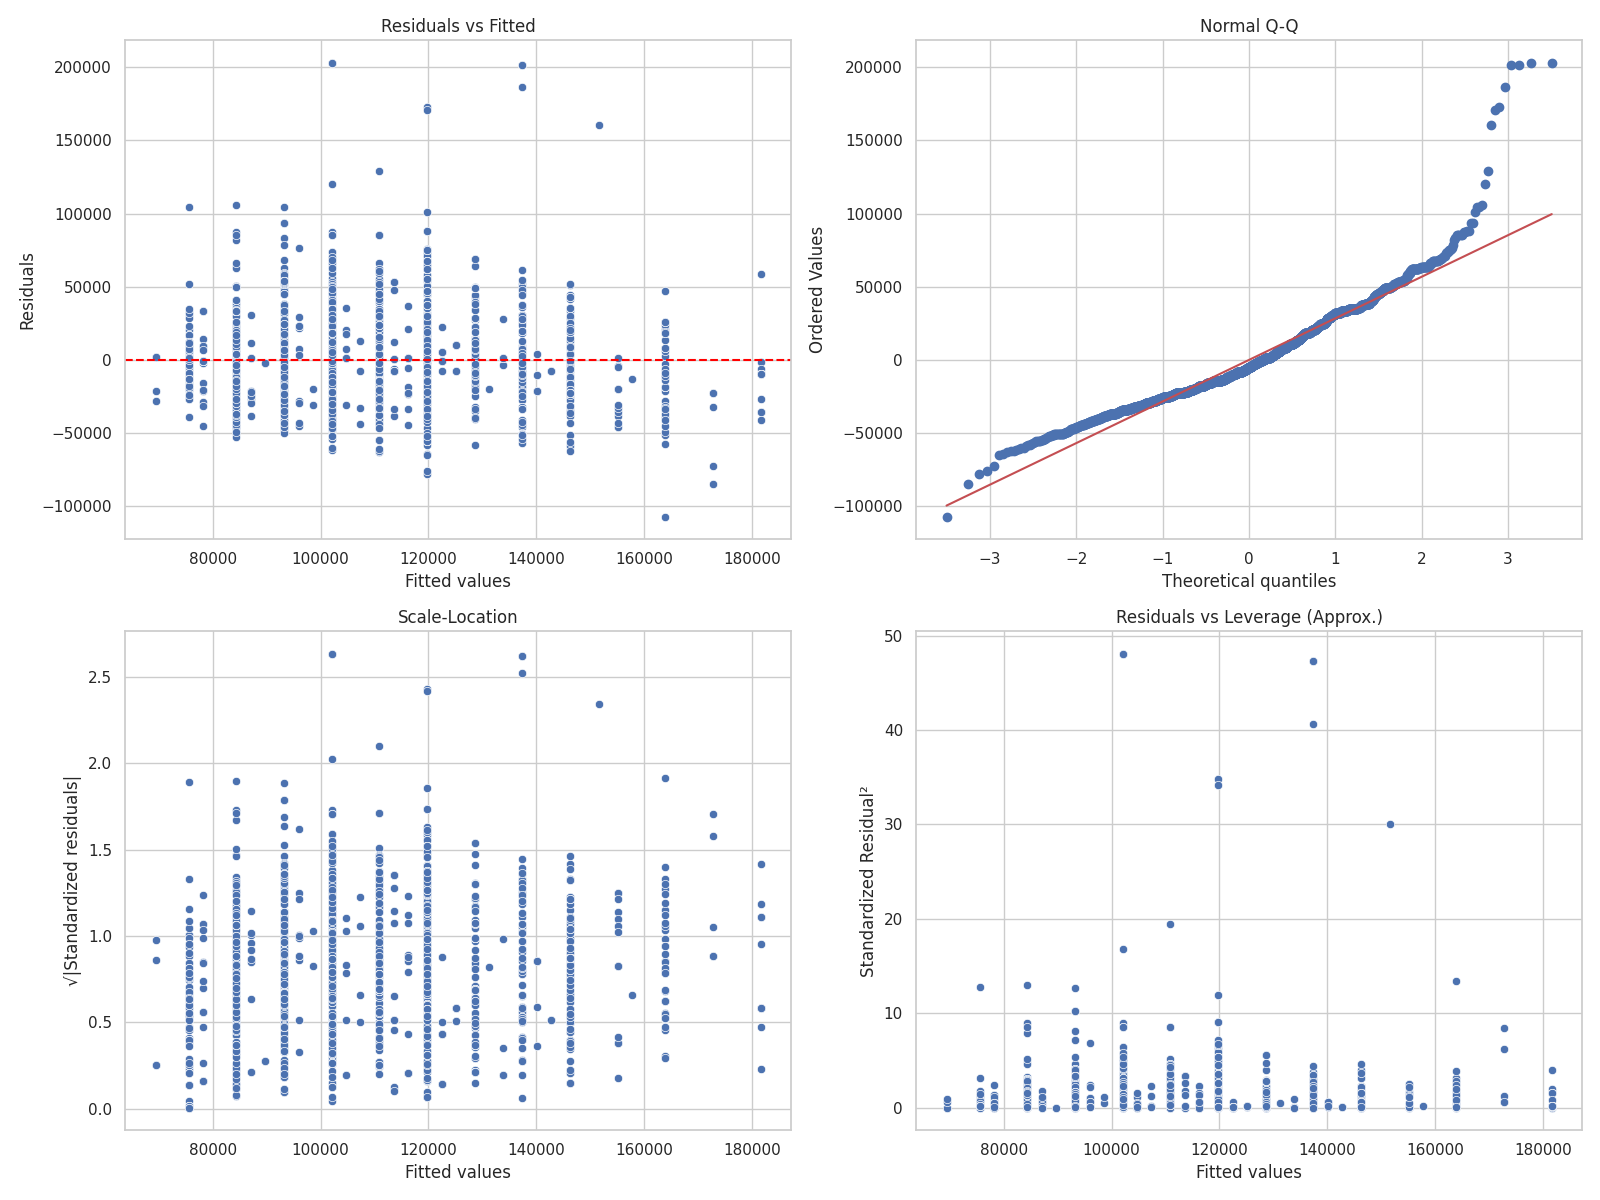 Residuals vs Fitted
Residuals
200000
150000
100000
50000
0
−50000
−100000
80000 100000 120000 140000 160000 180000
Fitted values
Normal Q-Q
Ordered Values
200000
150000
100000
50000
0
−50000
−100000
−3 −2 −1 0 1 2 3
Theoretical quantiles
Scale-Location
√|Standardized residuals|
2.5
2.0
1.5
1.0
0.5
0.0
80000 100000 120000 140000 160000 180000
Fitted values
Residuals vs Leverage (Approx.)
Standardized Residual²
50
40
30
20
10
0
80000 100000 120000 140000 160000 180000
Fitted values